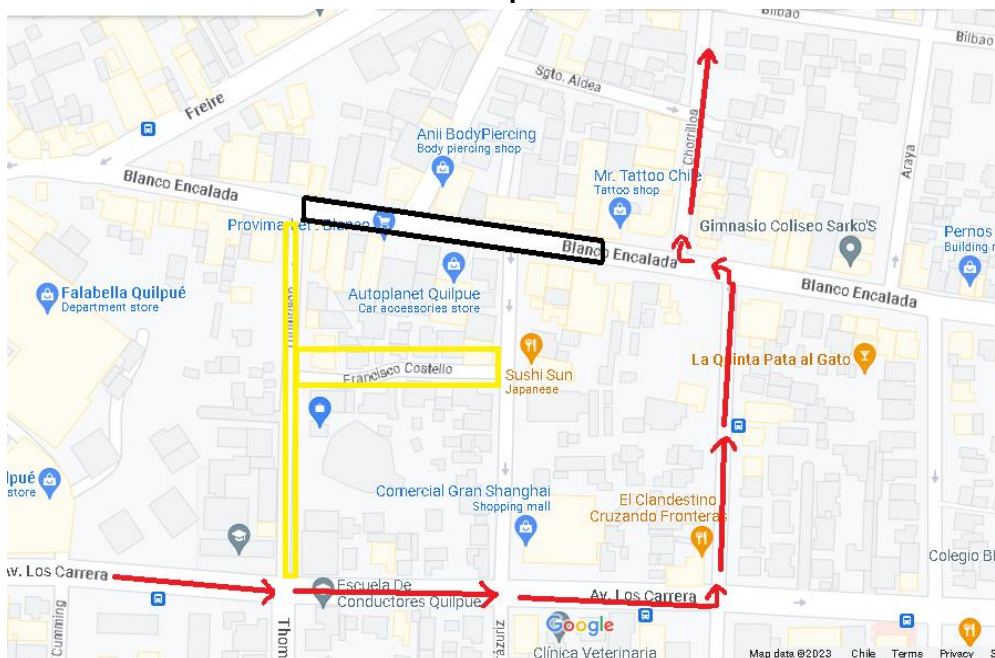 Bilbao
Bilbao
Sgto. Aldea
Freire
Anii BodyPiercing
Body piercing shop
Chorrillos
Araya
Mr. Tattoo Chile
Tattoo shop
Blanco Encalada
Gimnasio Coliseo Sarko'S
Pernos
Building
Blanco Encalada
Blanco Encalada
Falabella Quilpué
Department store
Autoplanet Quilpue
Car accessories store
La Quinta Pata al Gato
Francisco Costello
Sushi Sun
Japanese
lpué
store
Comercial Gran Shanghai
Shopping mall
El Clandestino
Cruzando Fronteras
Colegio
Av. Los Carrera
Escuela De
Conductores Quilpue
Av. Los Carrera
Cumming
Thom
ázuriz
Google
Clínica Veterinaria
Map data ©2023 Chile Terms Privacy S